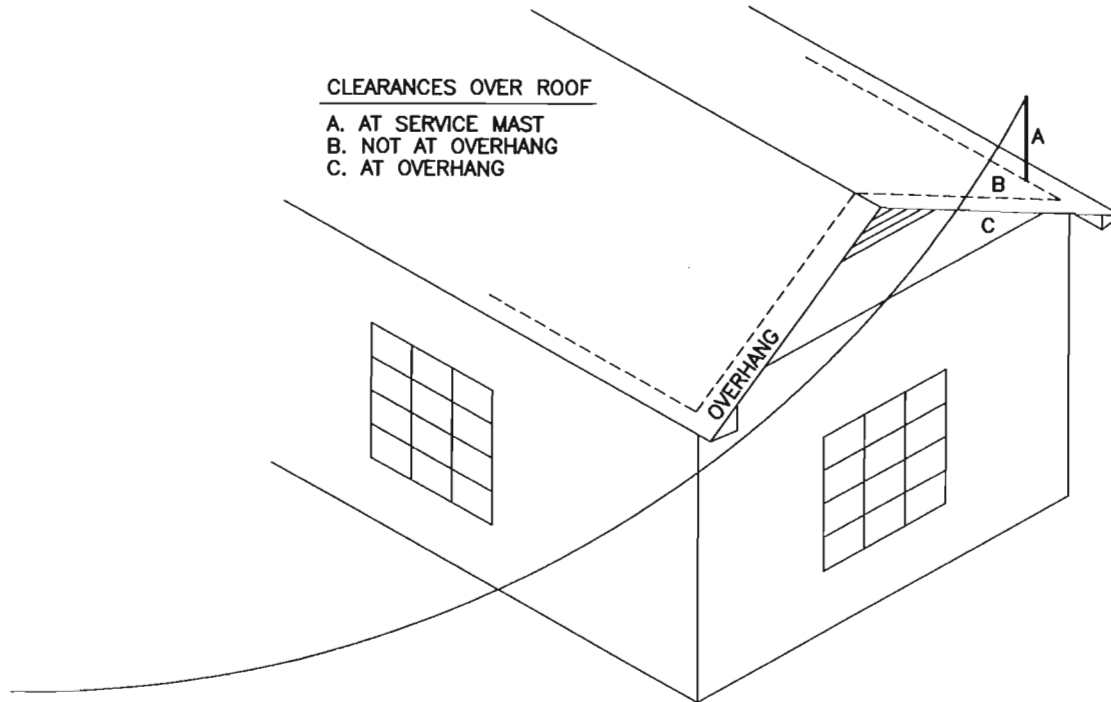 CLEARANCES OVER ROOF
A. AT SERVICE MAST
B. NOT AT OVERHANG
C. AT OVERHANG
A
B
C
OVERHANG